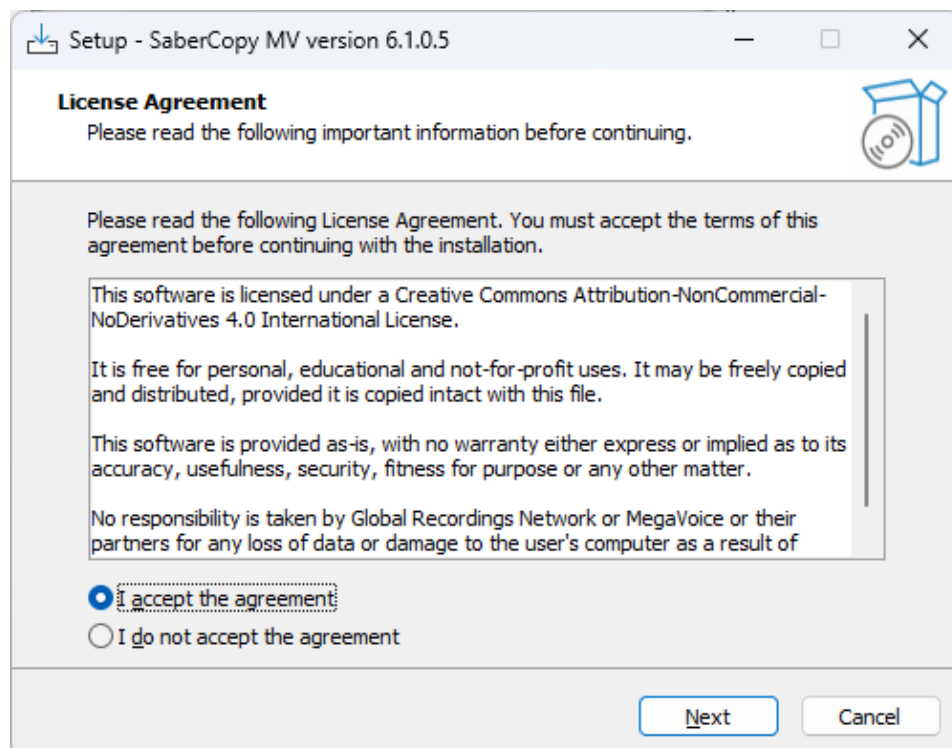 Setup - SaberCopy MV version 6.1.0.5
License Agreement
Please read the following important information before continuing.
Please read the following License Agreement. You must accept the terms of this
agreement before continuing with the installation.
This software is licensed under a Creative Commons Attribution-NonCommercial-
NoDerivatives 4.0 International License.
It is free for personal, educational and not-for-profit uses. It may be freely copied
and distributed, provided it is copied intact with this file.
This software is provided as-is, with no warranty either express or implied as to its
accuracy, usefulness, security, fitness for purpose or any other matter.
No responsibility is taken by Global Recordings Network or MegaVoice or their
partners for any loss of data or damage to the user's computer as a result of
I accept the agreement
I do not accept the agreement
Next
Cancel